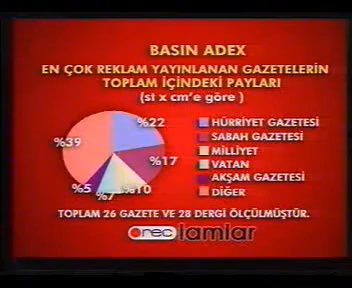 BASIN ADEX
EN ÇOK REKLAM YAYINLANAN GAZETELERİN
TOPLAM İÇİNDEKİ PAYLARI
(st x cm'e göre )
%22
%39
%17
%5
%7
%10
HÜRRİYET GAZETESİ
SABAH GAZETESİ
MİLLİYET
VATAN
AKŞAM GAZETESİ
DİĞER
TOPLAM 26 GAZETE VE 28 DERGİ ÖLÇÜLMÜŞTÜR.
reclamlar